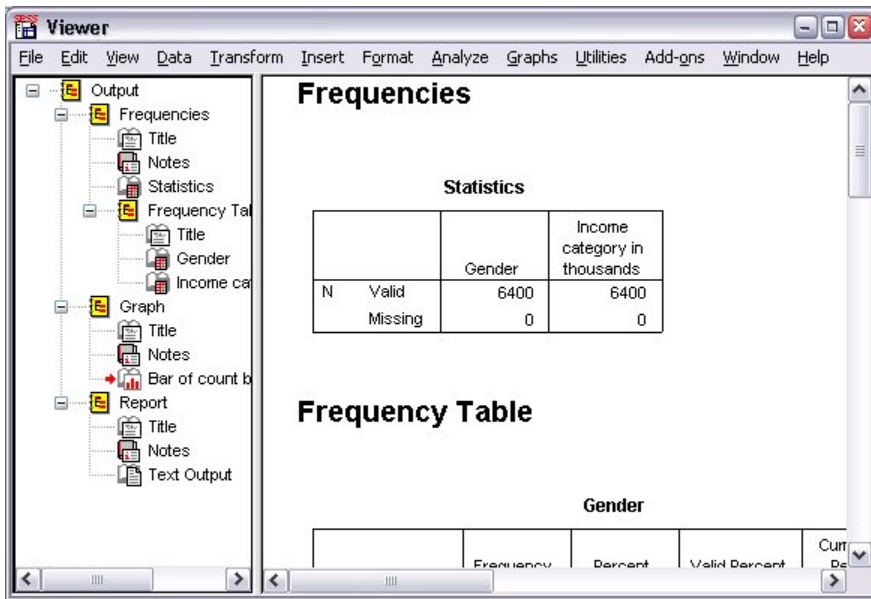 Viewer
File Edit View Data Transform Insert Format Analyze Graphs Utilities Add-ons Window Help
Output
Frequencies
Title
Notes
Statistics
Frequency Tal
Title
Gender
Income cat
Graph
Title
Notes
Bar of count b
Report
Title
Notes
Text Output
Frequencies
Statistics
Gender Income category in thousands
N Valid 6400 6400
Missing 0 0
Frequency Table
Gender
Frequency Percent Valid Percent